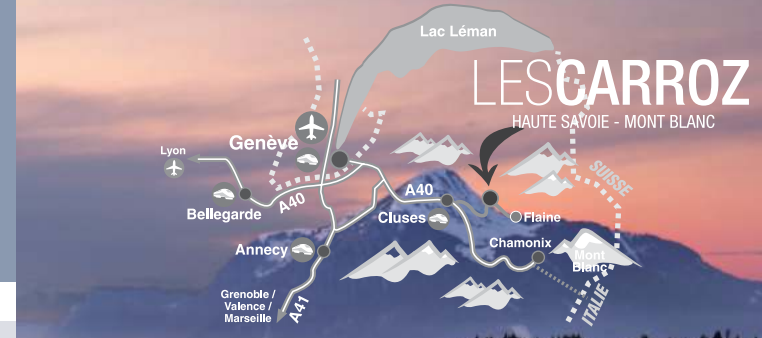 Lac Léman
LESCARROZ
HAUTE SAVOIE - MONT BLANC
Genève
Lyon
SUISSE
A40
A40
Bellegarde
Cluses
Flaine
Annecy
Chamonix
Mont
Blanc
Grenoble /
Valence /
Marseille
A41
ITALIE